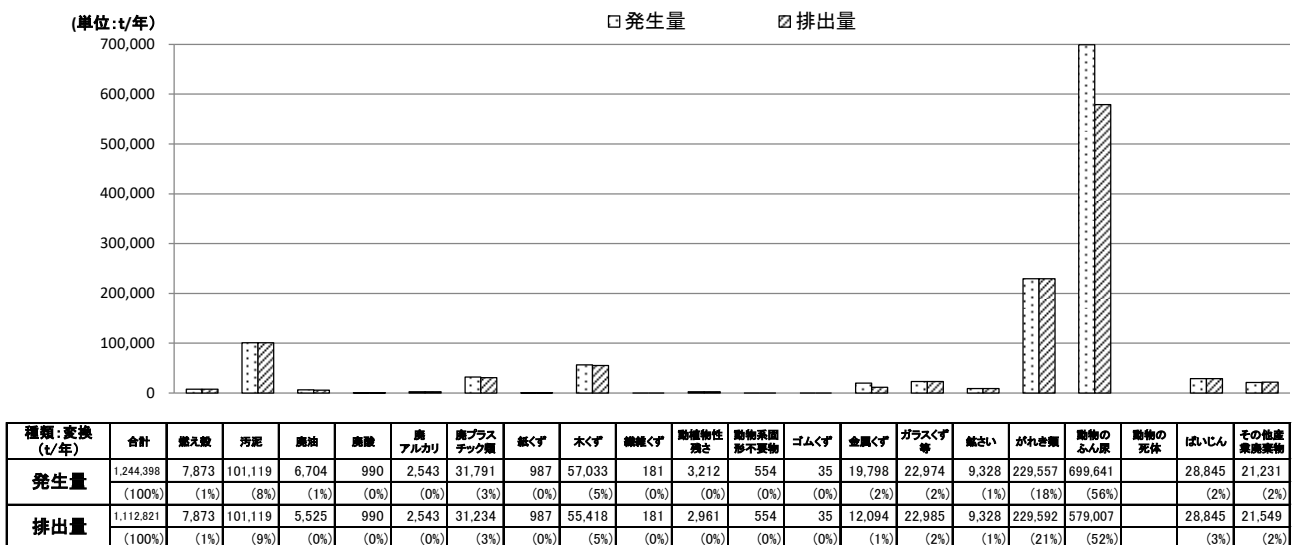 (単位:t/年)
発生量 排出量
700,000
600,000
500,000
400,000
300,000
200,000
100,000
0
種類:変換(t/年) 合計 燃え殻 汚泥 廃油 廃酸 廃アルカリ 廃プラスチック類 紙くず 木くず 繊維くず 動植物性残さ 動物系固形不要物 ゴムくず 金属くず ガラスくず等 鉱さい がれき類 動物のふん尿 動物の死体 ばいじん その他産業廃棄物
発生量 1,244,398 7,873 101,119 6,704 990 2,543 31,791 987 57,033 181 3,212 554 35 19,798 22,974 9,328 229,557 699,641 28,845 21,231
(100%) (1%) (8%) (1%) (0%) (0%) (3%) (0%) (5%) (0%) (0%) (0%) (0%) (2%) (2%) (1%) (18%) (56%) (2%) (2%)
排出量 1,112,821 7,873 101,119 5,525 990 2,543 31,234 987 55,418 181 2,961 554 35 12,094 22,985 9,328 229,592 579,007 28,845 21,549
(100%) (1%) (9%) (0%) (0%) (0%) (3%) (0%) (5%) (0%) (0%) (0%) (0%) (1%) (2%) (1%) (21%) (52%) (3%) (2%)